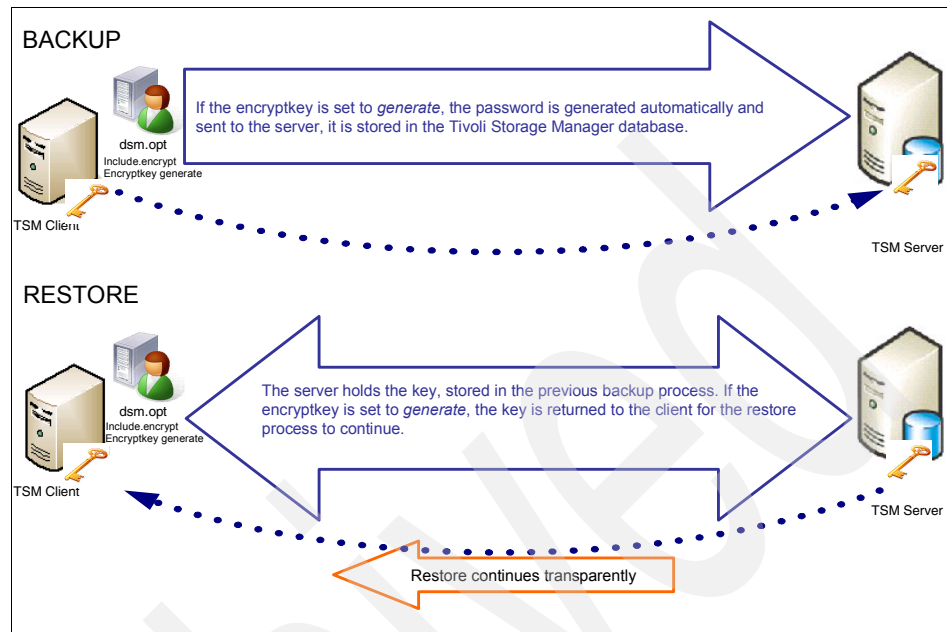 BACKUP
If the encryptkey is set to generate, the password is generated automatically and
sent to the server, it is stored in the Tivoli Storage Manager database.
dsm.opt
Include.encrypt
Encryptkey generate
TSM Client
TSM Server
RESTORE
The server holds the key, stored in the previous backup process. If the
encryptkey is set to generate, the key is returned to the client for the restore
process to continue.
dsm.opt
Include.encrypt
Encryptkey generate
TSM Client
TSM Server
Restore continues transparently